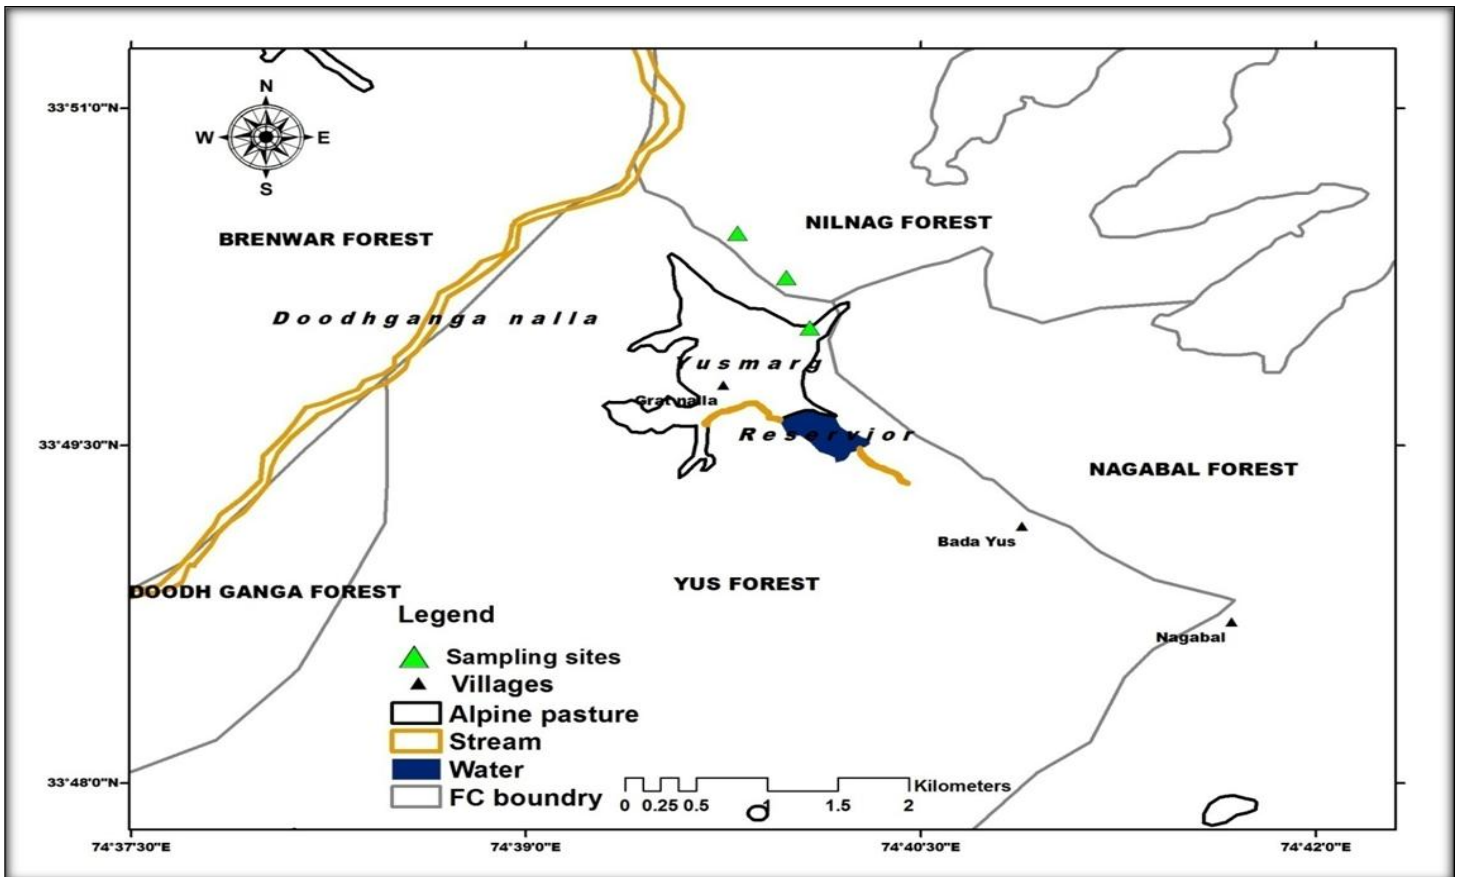 N
W E
S
33°51'0"N
BRENWAR FOREST
NILNAG FOREST
Doodhganga nalla
Yusmarg
Gratnalla
Reservior
33°49'30"N
NAGABAL FOREST
Bada Yus
DOODH GANGA FOREST
YUS FOREST
Nagabal
Legend
Sampling sites
Villages
Alpine pasture
Stream
Water
FC boundry
33°48'0"N
Kilometers
0 0.25 0.5 1 1.5 2
74°37'30"E 74°39'0"E 74°40'30"E 74°42'0"E